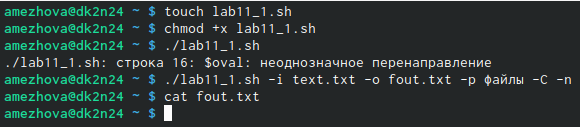 amezhova@dk2n24 ~ $ touch lab11_1.sh
amezhova@dk2n24 ~ $ chmod +x lab11_1.sh
amezhova@dk2n24 ~ $ ./lab11_1.sh
./lab11_1.sh: строка 16: $oval: неоднозначное перенаправление
amezhova@dk2n24 ~ $ ./lab11_1.sh -i text.txt -o fout.txt -p файлы -C -n
amezhova@dk2n24 ~ $ cat fout.txt
amezhova@dk2n24 ~ $